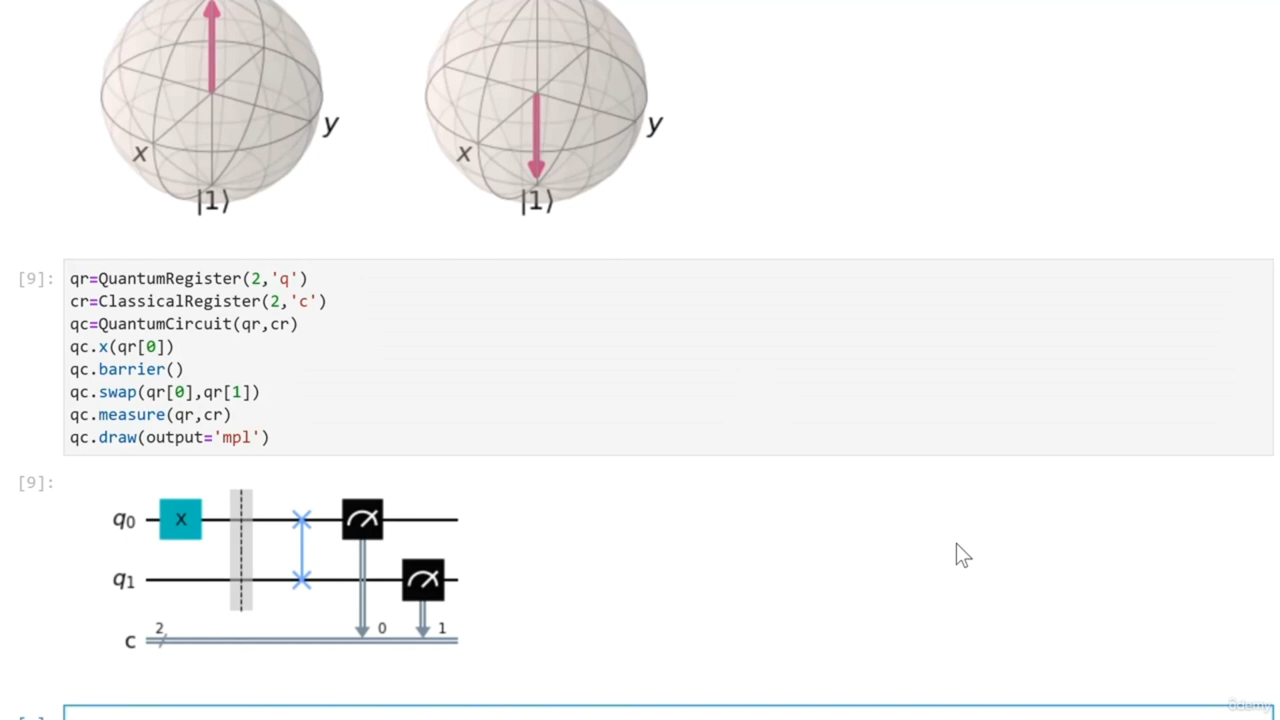 x y x y
|1⟩ |1⟩
[9]:
qr=QuantumRegister(2,'q')
cr=ClassicalRegister(2,'c')
qc=QuantumCircuit(qr,cr)
qc.x(qr[0])
qc.barrier()
qc.swap(qr[0],qr[1])
qc.measure(qr,cr)
qc.draw(output='mpl')
[9]:
q0 X
q1
c 2 0 1
ûdemy